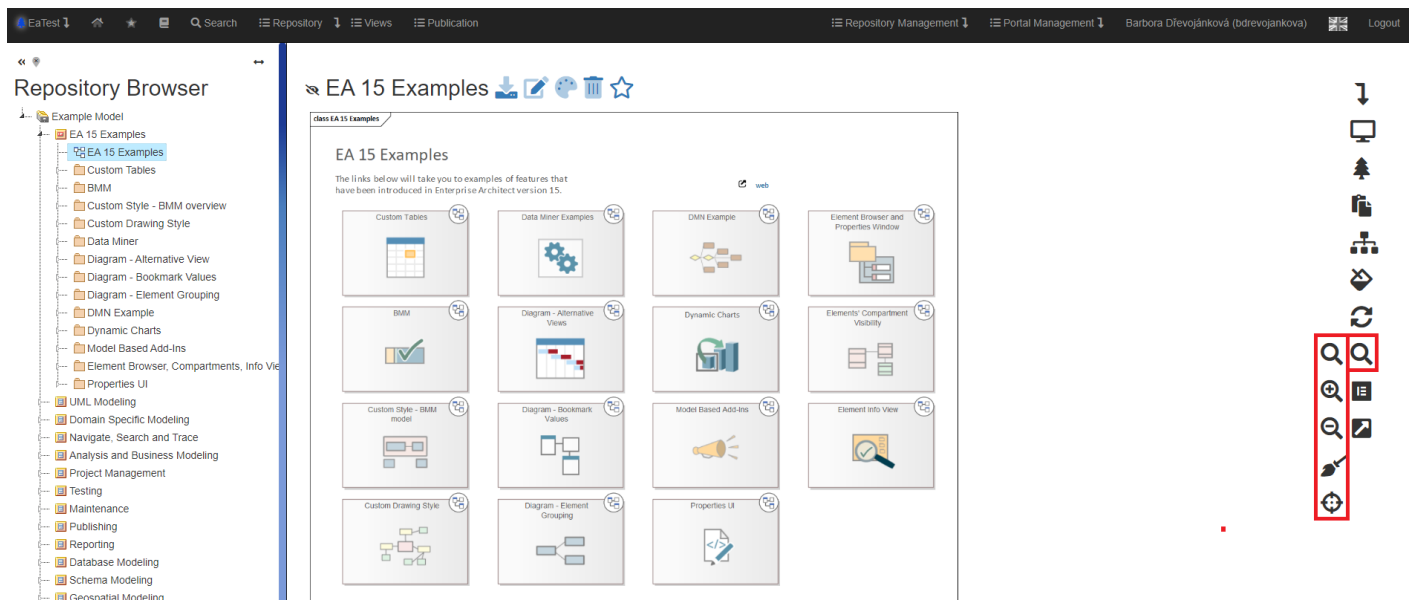 EaTest Search Repository Views Publication Repository Management Portal Management Barbora Dřevojánková (bdrevojankova) Logout
Repository Browser
Example Model
EA 15 Examples
EA 15 Examples
Custom Tables
BMM
Custom Style - BMM overview
Custom Drawing Style
Data Miner
Diagram - Alternative View
Diagram - Bookmark Values
Diagram - Element Grouping
DMN Example
Dynamic Charts
Model Based Add-Ins
Element Browser, Compartments, Info Vie
Properties UI
UML Modeling
Domain Specific Modeling
Navigate, Search and Trace
Analysis and Business Modeling
Project Management
Testing
Maintenance
Publishing
Reporting
Database Modeling
Schema Modeling
Geospatial Modeling
EA 15 Examples
class EA 15 Examples
EA 15 Examples
The links below will take you to examples of features that
have been introduced in Enterprise Architect version 15.
web
Custom Tables
Data Miner Examples
DMN Example
Element Browser and
Properties Window
BMM
Diagram - Alternative
Views
Dynamic Charts
Elements' Compartment
Visibility
Custom Style - BMM
model
Diagram - Bookmark
Values
Model Based Add-Ins
Element Info View
Custom Drawing Style
Diagram - Element
Grouping
Properties UI